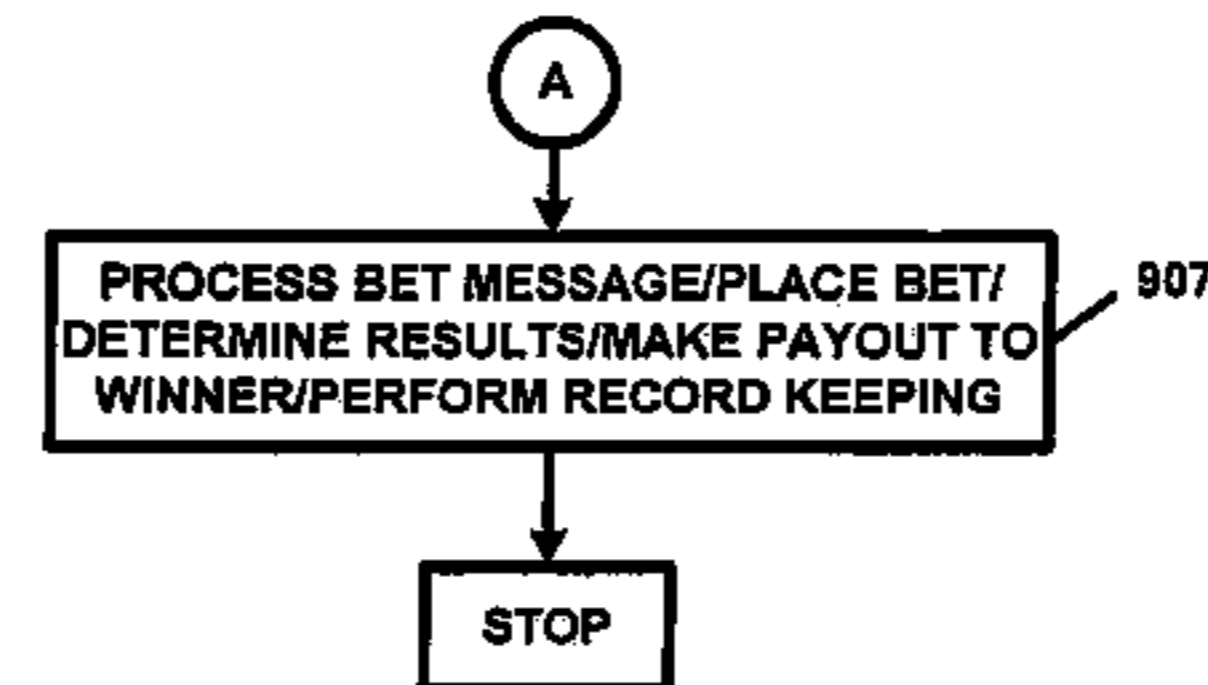 A
PROCESS BET MESSAGE/PLACE BET/
DETERMINE RESULTS/MAKE PAYOUT TO
WINNER/PERFORM RECORD KEEPING
907
STOP